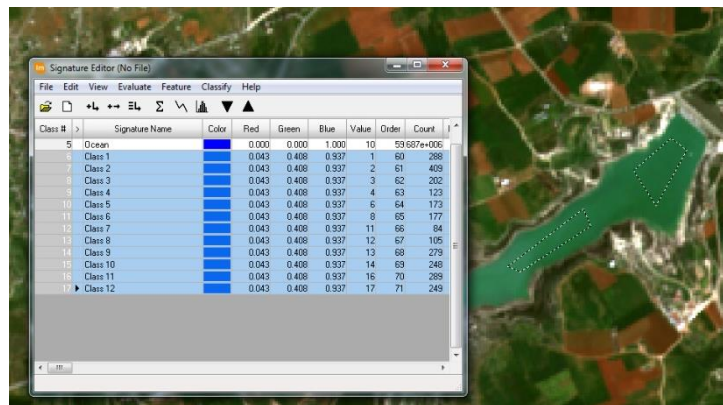 Signature Editor (No File)
File Edit View Evaluate Feature Classify Help
Class # > Signature Name Color Red Green Blue Value Order Count
5 Ocean 0.000 0.000 1.000 10 59 687e+006
6 Class 1 0.043 0.408 0.937 1 60 288
7 Class 2 0.043 0.408 0.937 2 61 409
8 Class 3 0.043 0.408 0.937 3 62 202
9 Class 4 0.043 0.408 0.937 4 63 123
10 Class 5 0.043 0.408 0.937 6 64 173
11 Class 6 0.043 0.408 0.937 8 65 177
12 Class 7 0.043 0.408 0.937 11 66 84
13 Class 8 0.043 0.408 0.937 12 67 105
14 Class 9 0.043 0.408 0.937 13 68 279
15 Class 10 0.043 0.408 0.937 14 69 248
16 Class 11 0.043 0.408 0.937 16 70 289
17 Class 12 0.043 0.408 0.937 17 71 249